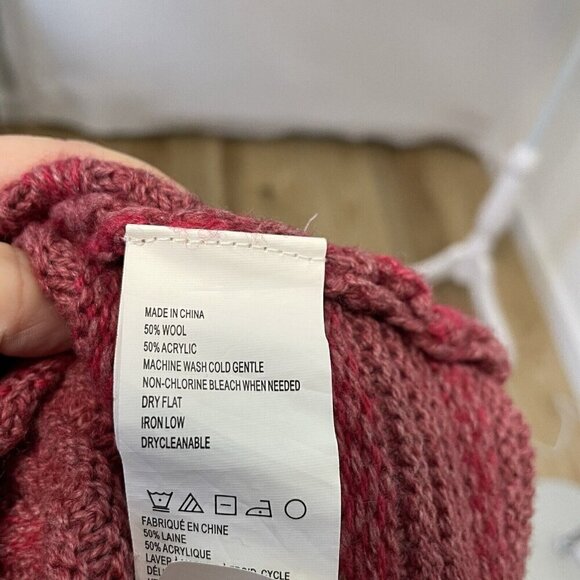 MADE IN CHINA
50% WOOL
50% ACRYLIC
MACHINE WASH COLD GENTLE
NON-CHLORINE BLEACH WHEN NEEDED
DRY FLAT
IRON LOW
DRYCLEANABLE
FABRIQUÉ EN CHINE
50% LAINE
50% ACRYLIQUE
LAVER